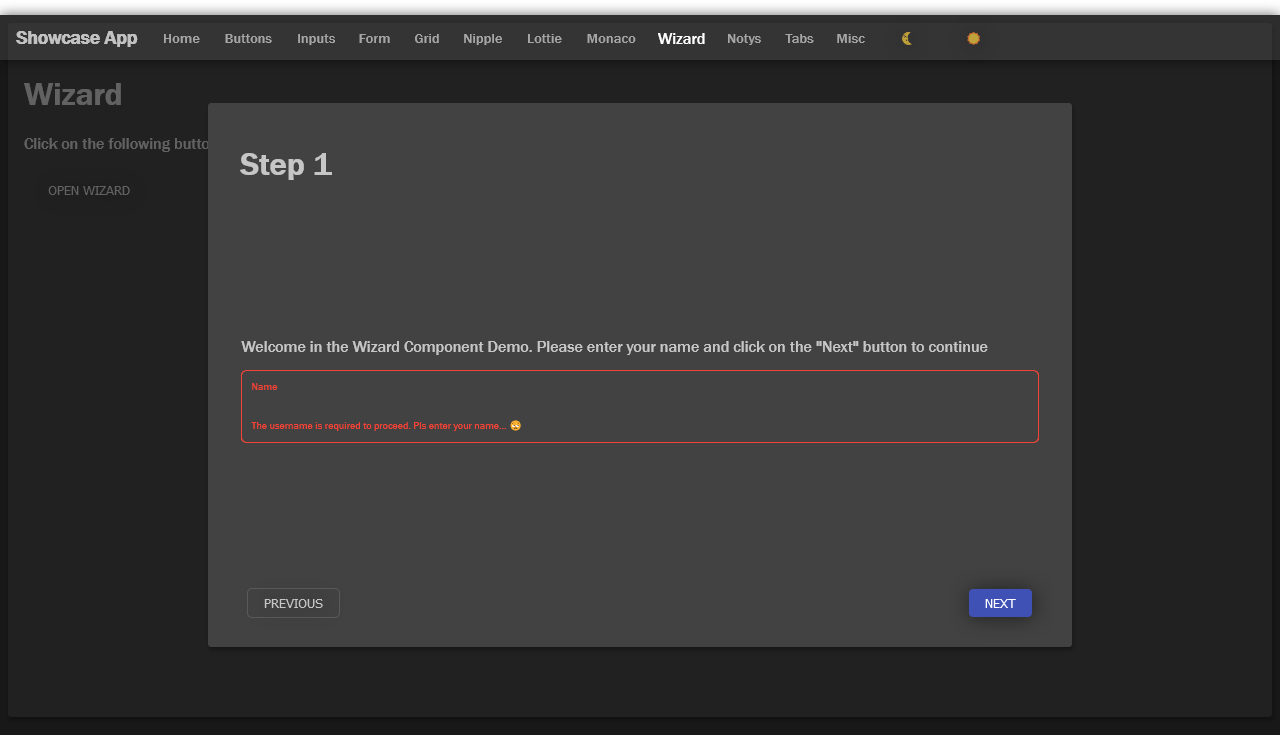 Showcase App Home Buttons Inputs Form Grid Nipple Lottie Monaco Wizard Notys Tabs Misc
Wizard
Click on the following butto
OPEN WIZARD
Step 1
Welcome in the Wizard Component Demo. Please enter your name and click on the "Next" button to continue
Name
The username is required to proceed. Pls enter your name...
PREVIOUS NEXT